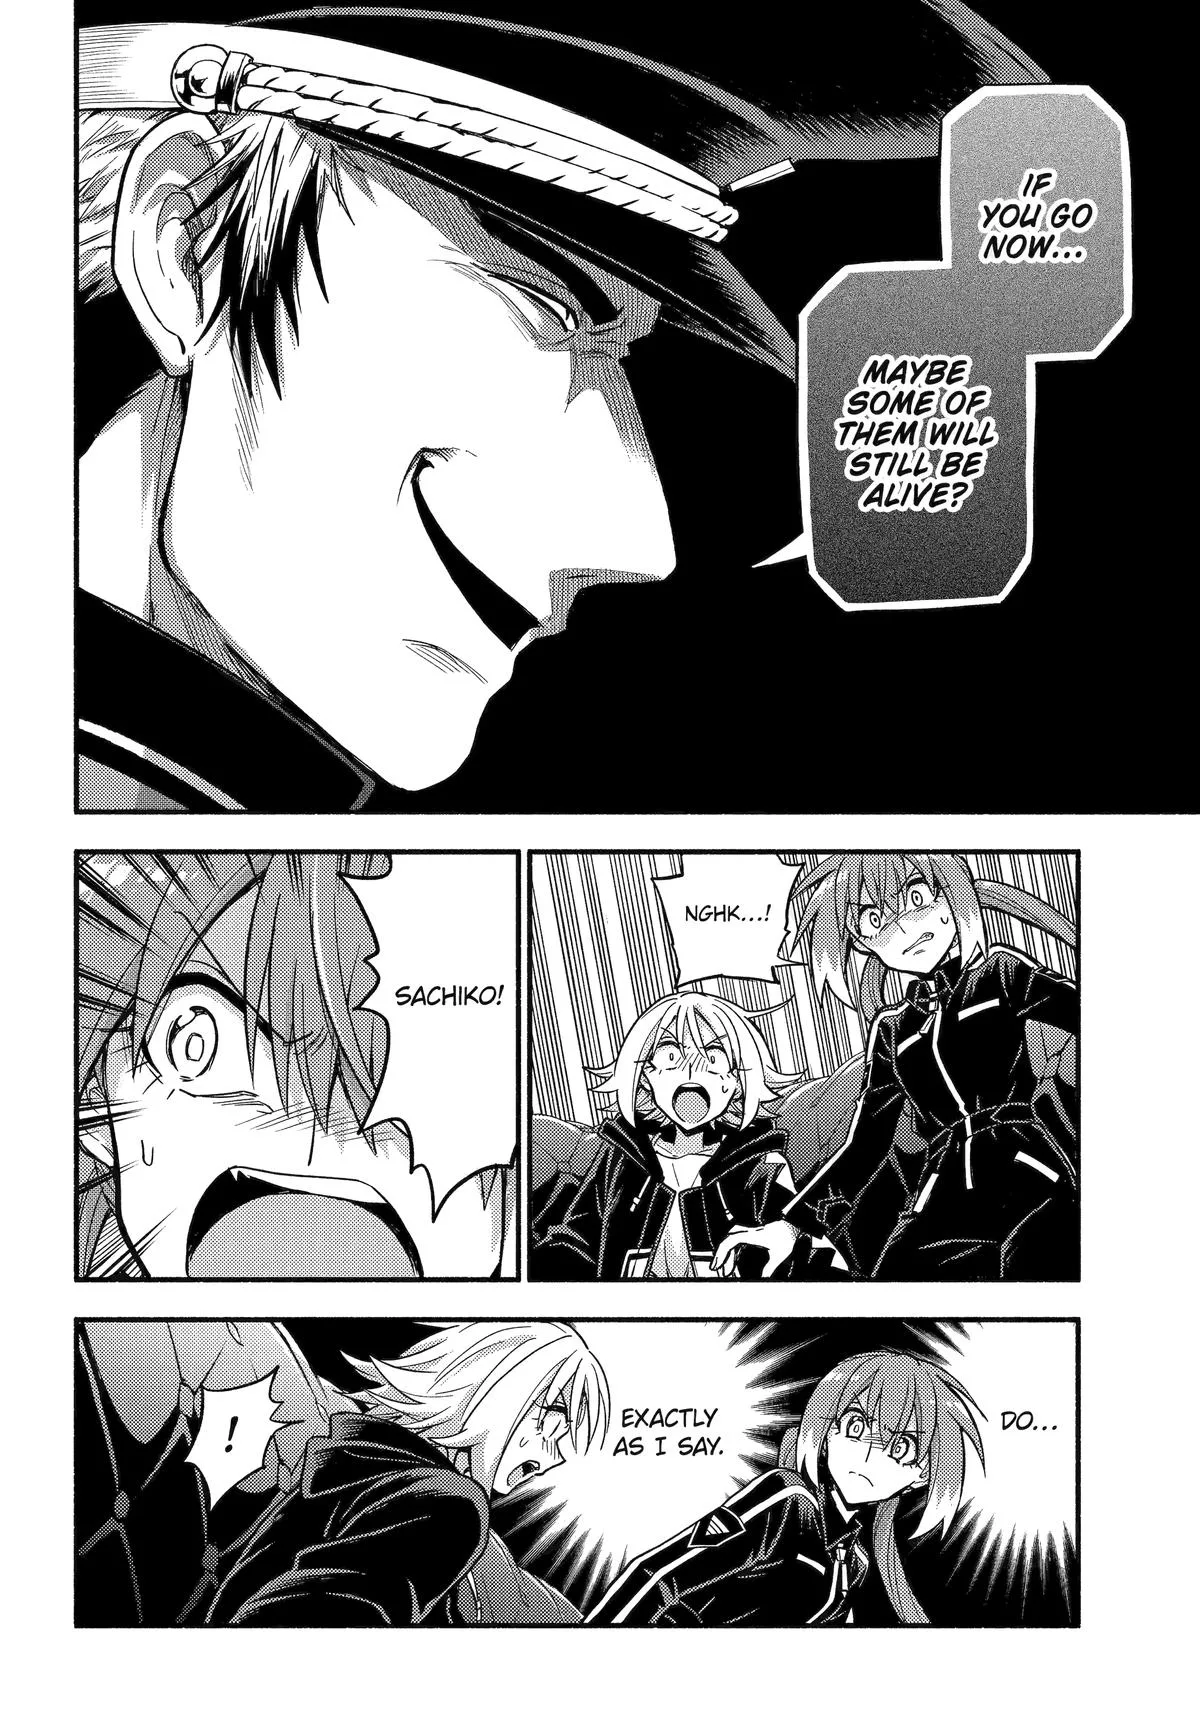 IF
YOU GO
NOW...
MAYBE
SOME OF
THEM WILL
STILL BE
ALIVE?
NGHK...!
SACHIKO!
DO...
EXACTLY
AS I SAY.
!